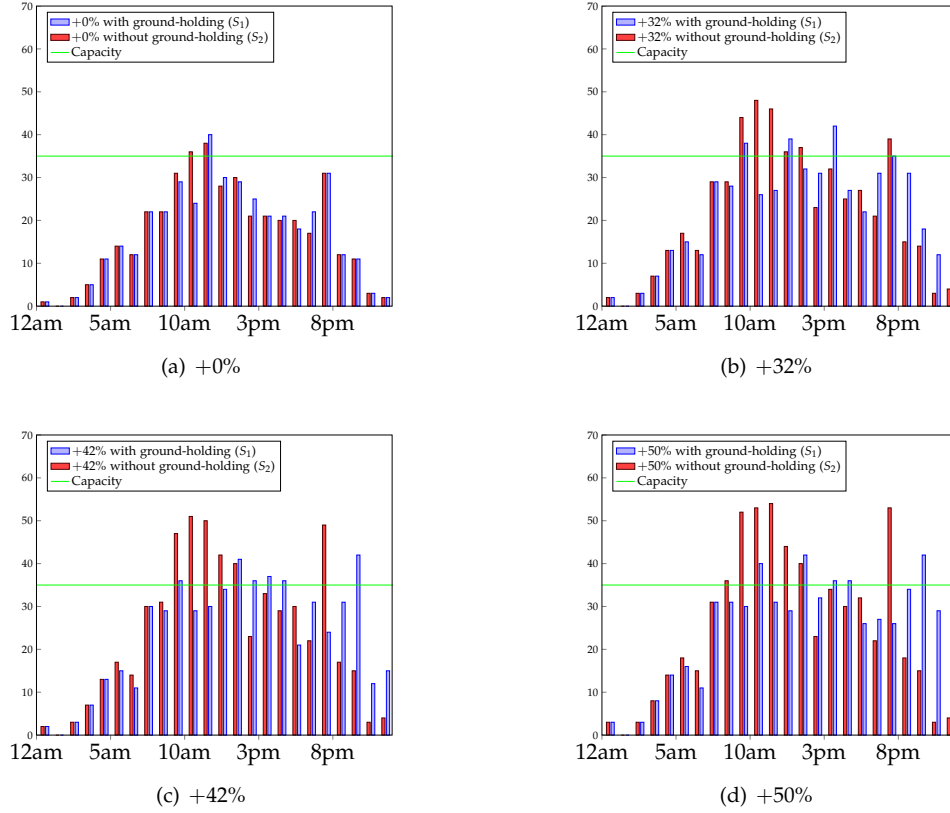 70
60
50
40
30
20
10
0
+0% with ground-holding (S₁)
+0% without ground-holding (S₂)
Capacity
12am 5am 10am 3pm 8pm
(a) +0%
70
60
50
40
30
20
10
0
+32% with ground-holding (S₁)
+32% without ground-holding (S₂)
Capacity
12am 5am 10am 3pm 8pm
(b) +32%
70
60
50
40
30
20
10
0
+42% with ground-holding (S₁)
+42% without ground-holding (S₂)
Capacity
12am 5am 10am 3pm 8pm
(c) +42%
70
60
50
40
30
20
10
0
+50% with ground-holding (S₁)
+50% without ground-holding (S₂)
Capacity
12am 5am 10am 3pm 8pm
(d) +50%